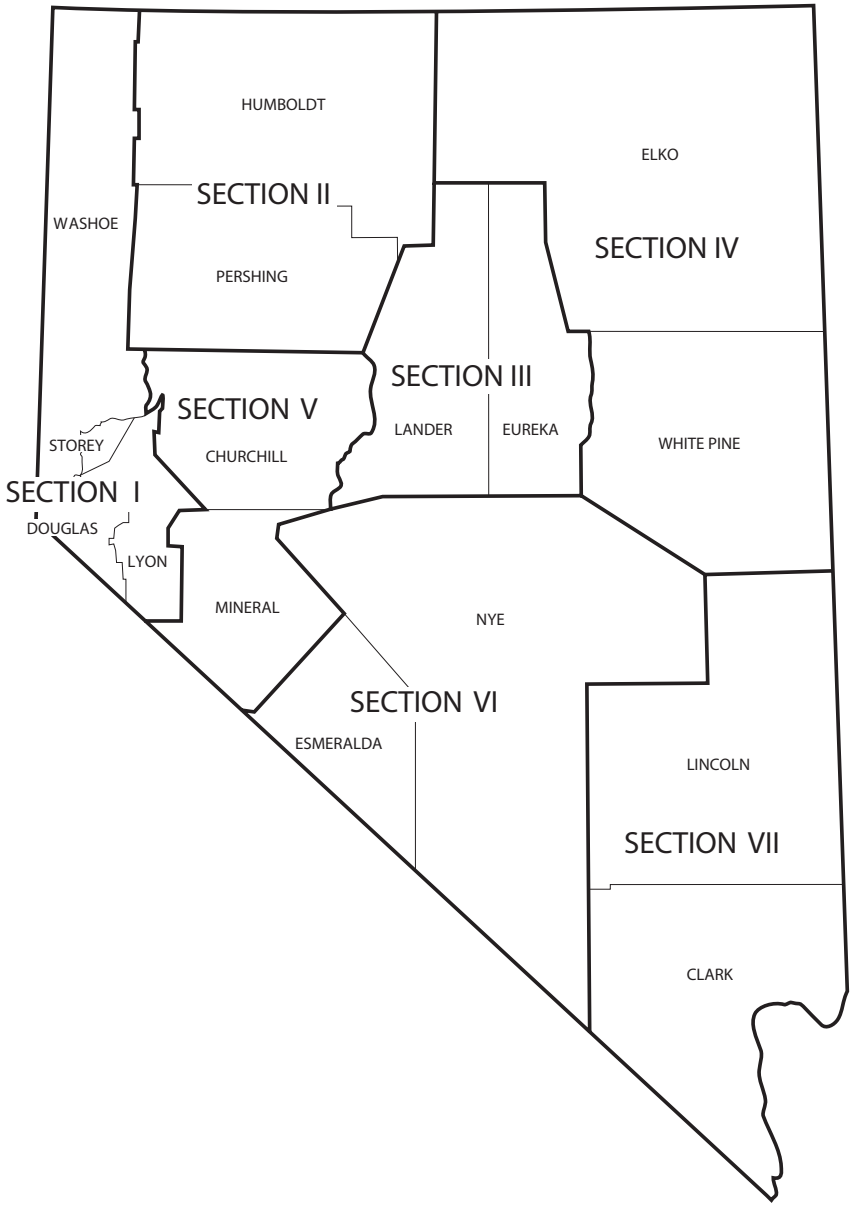 HUMBOLDT
ELKO
SECTION II
WASHOE
SECTION IV
PERSHING
SECTION III
SECTION V
LANDER
EUREKA
STOREY
WHITE PINE
CHURCHILL
SECTION I
DOUGLAS
LYON
MINERAL
NYE
SECTION VI
ESMERALDA
LINCOLN
SECTION VII
CLARK